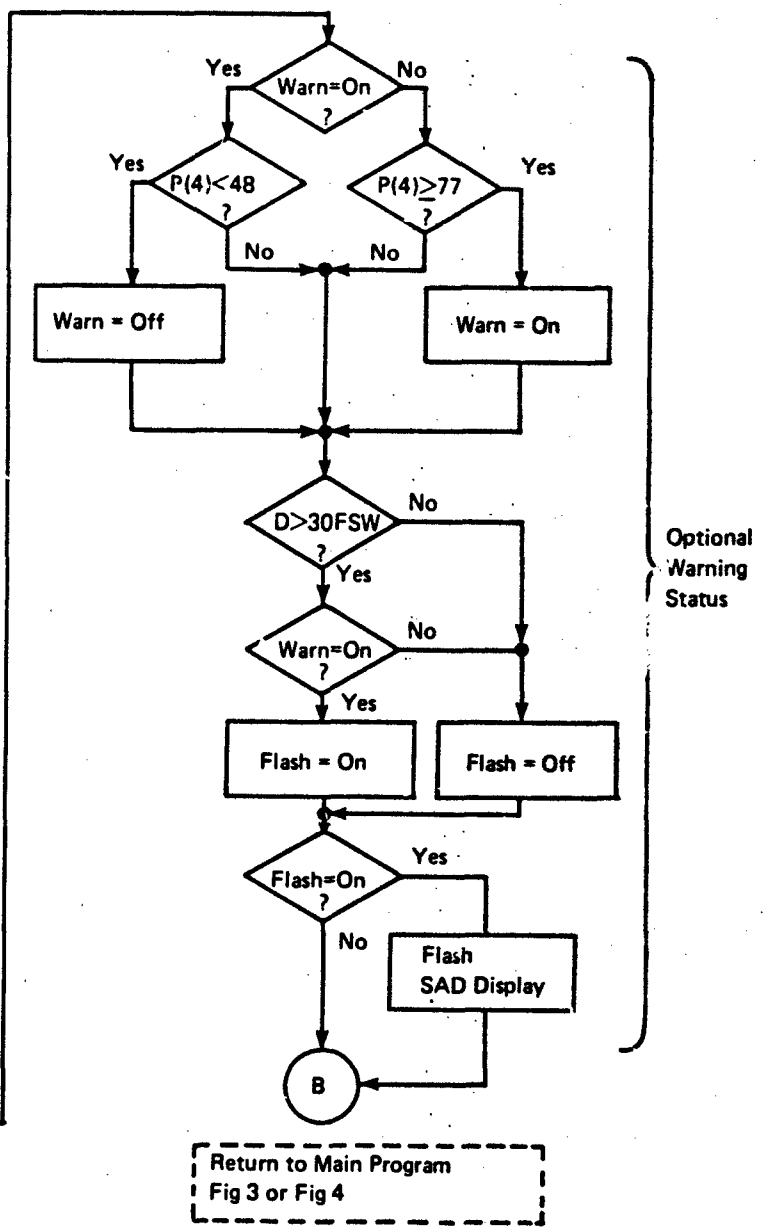 Yes
No
Warn=On
?
Yes
P(4)<48
?
P(4)≥77
?
Yes
No
No
Warn = Off
Warn = On
D>30FSW
?
No
Yes
Warn=On
?
No
Yes
Flash = On
Flash = Off
Flash=On
?
Yes
No
Flash
SAD Display
B
Optional
Warning
Status
Return to Main Program
Fig 3 or Fig 4